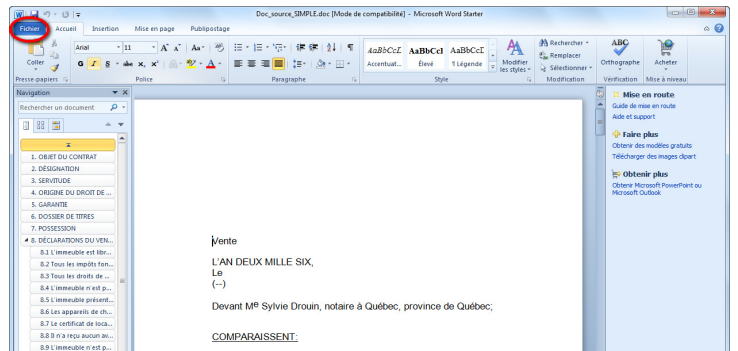 Doc_source_SIMPLE.doc [Mode de compatibilité] - Microsoft Word Starter
Fichier Accueil Insertion Mise en page Publipostage
Coller
Presse-papiers
Arial 11
G I S abc x₂ x²
Police
Paragraphe
AaBbCcL AaBbCcI AaBbCcI
Accentuat... Élevé ¶ Légende
Modifier les styles
Style
Rechercher
Remplacer
Sélectionner
Modification
ABC
Orthographe
Vérification
Acheter
Mise à niveau
Navigation
Rechercher un document
1. OBJET DU CONTRAT
2. DÉSIGNATION
3. SERVITUDE
4. ORIGINE DU DROIT DE ...
5. GARANTIE
6. DOSSIER DE TITRES
7. POSSESSION
8. DÉCLARATIONS DU VEN...
8.1 L'immeuble est libr...
8.2 Tous les impôts fon...
8.3 Tous les droits de ...
8.4 L'immeuble n'est p...
8.5 L'immeuble présent...
8.6 Les appareils de ch...
8.7 Le certificat de loca...
8.8 Il n'a reçu aucun av...
8.9 L'immeuble n'est p...
Vente
L'AN DEUX MILLE SIX,
Le
(--)
Devant Me Sylvie Drouin, notaire à Québec, province de Québec;
COMPARAISSENT:
Mise en route
Guide de mise en route
Aide et support
Faire plus
Obtenir des modèles gratuits
Télécharger des images clipart
Obtenir plus
Obtenir Microsoft PowerPoint ou
Microsoft Outlook